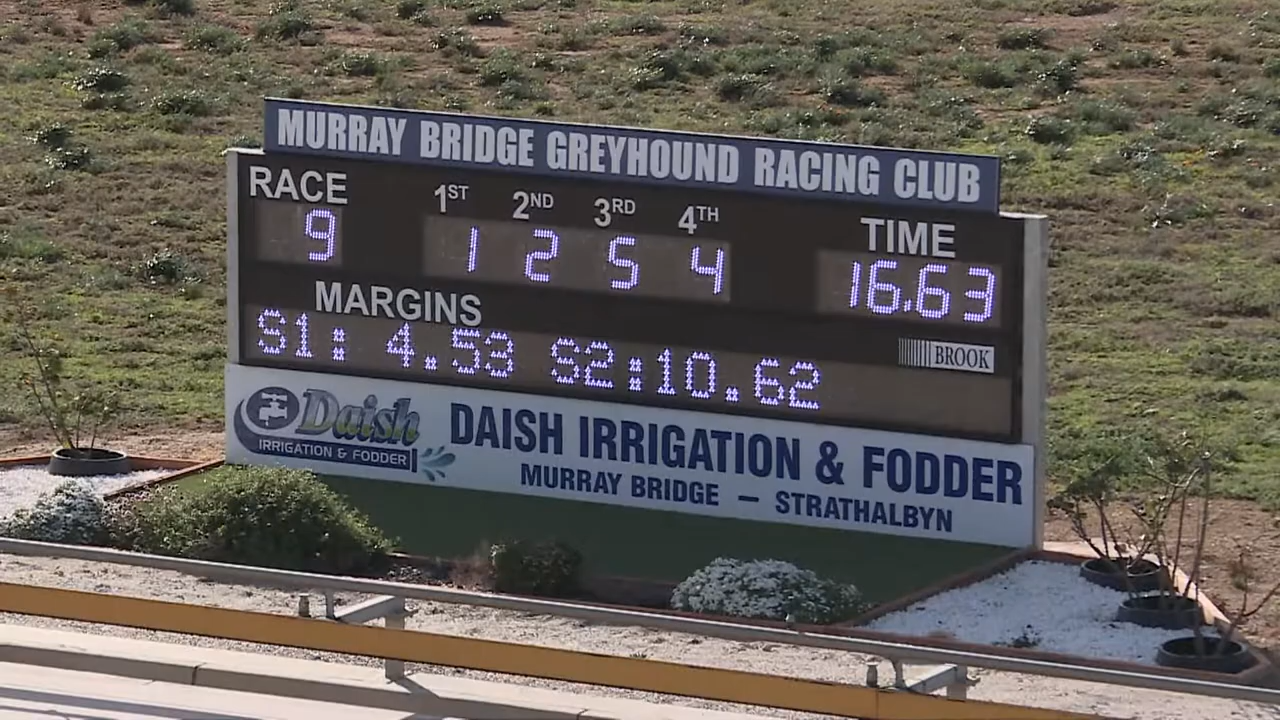 MURRAY BRIDGE GREYHOUND RACING CLUB
RACE 1ST 2ND 3RD 4TH TIME
9 1 2 5 4 16.63
MARGINS
S1: 4.53 S2:10.62
BROOK
Daish
IRRIGATION & FODDER
DAISH IRRIGATION & FODDER
MURRAY BRIDGE – STRATHALBYN